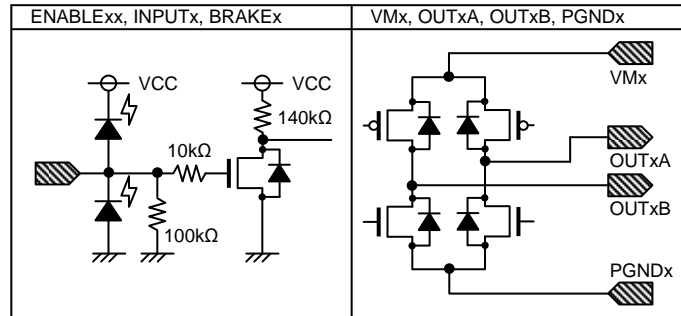 ENABLExx, INPUTx, BRAKEx
VCC
VCC
140kΩ
10kΩ
100kΩ
VMx, OUTxA, OUTxB, PGNDx
VMx
OUTxA
OUTxB
PGNDx